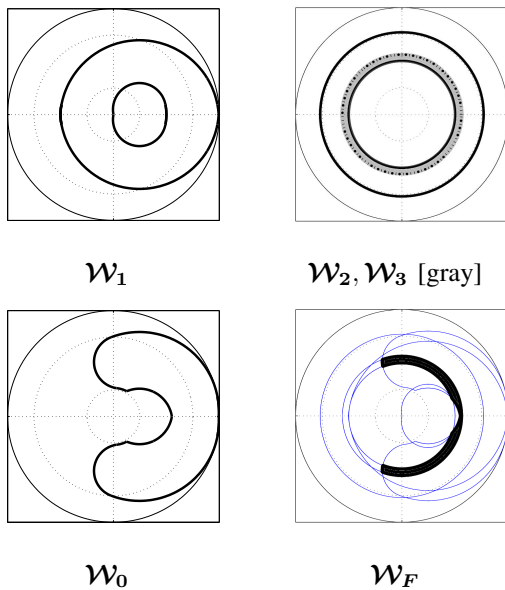 𝓦₁
𝓦₂, 𝓦₃ [gray]
𝓦₀
𝓦_F